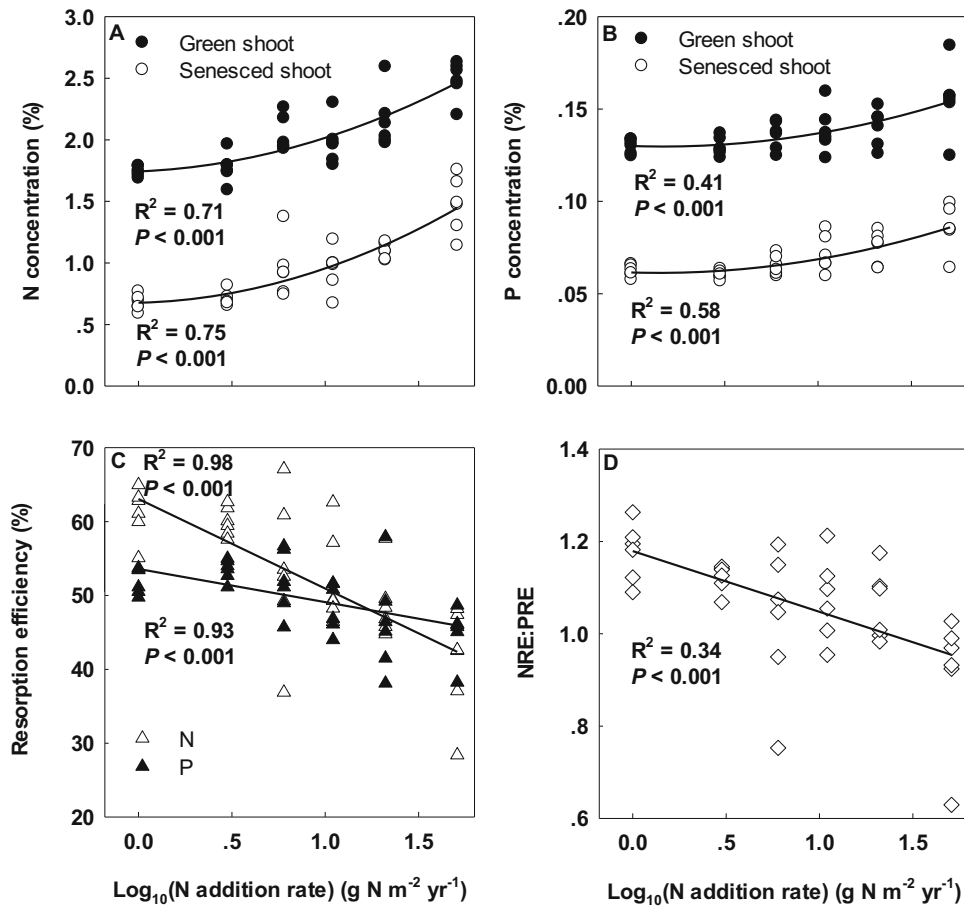 A
Green shoot
Senesced shoot
N concentration (%)
3.0
2.5
2.0
1.5
1.0
.5
0.0
R² = 0.71
P < 0.001
R² = 0.75
P < 0.001
B
Green shoot
Senesced shoot
P concentration (%)
.20
.15
.10
.05
.00
R² = 0.41
P < 0.001
R² = 0.58
P < 0.001
C
Resorption efficiency (%)
70
60
50
40
30
20
R² = 0.98
P < 0.001
R² = 0.93
P < 0.001
N
P
0.0 .5 1.0 1.5
Log₁₀(N addition rate) (g N m⁻² yr⁻¹)
D
NRE:PRE
1.4
1.2
1.0
.8
.6
R² = 0.34
P < 0.001
0.0 .5 1.0 1.5
Log₁₀(N addition rate) (g N m⁻² yr⁻¹)